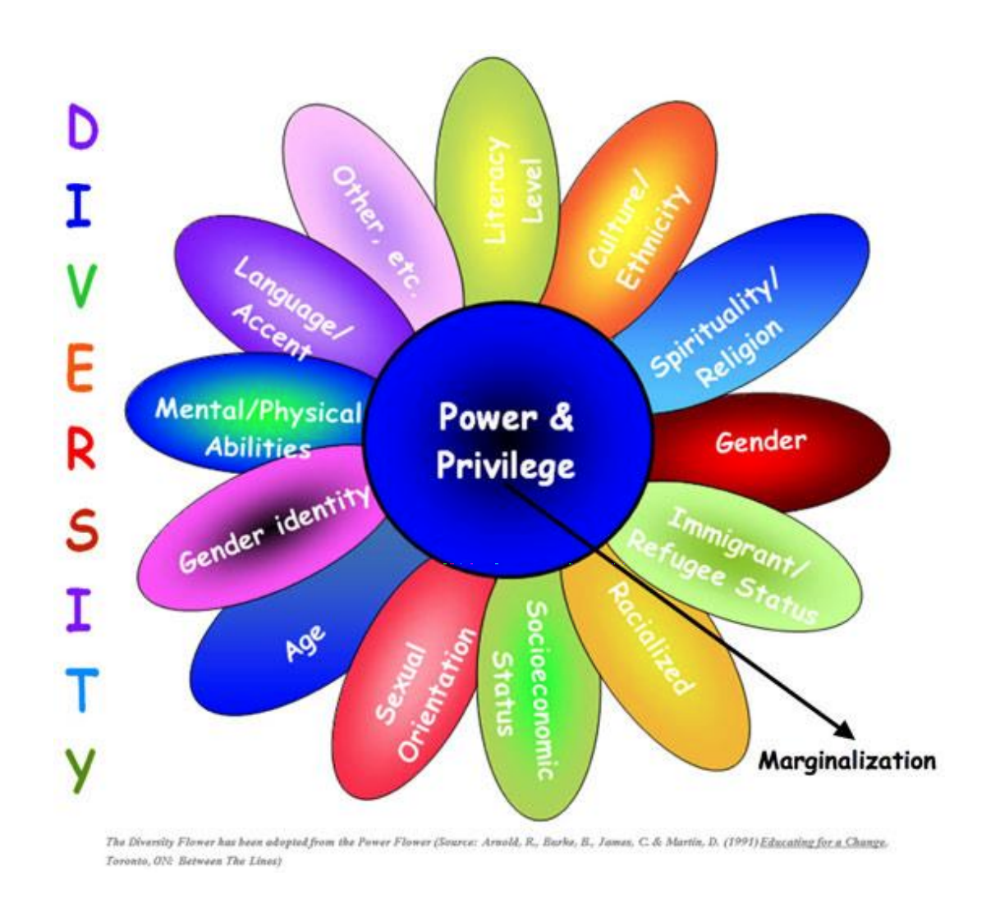 D
I
V
E
R
S
I
T
Y
Literacy
Level
Culture/
Ethnicity
Spirituality/
Religion
Gender
Immigrant/
Refugee Status
Racialized
Socioeconomic
Status
Sexual
Orientation
Age
Gender identity
Mental/Physical
Abilities
Language/
Accent
Other, etc.
Power &
Privilege
Marginalization
The Diversity Flower has been adopted from the Power Flower (Source: Arnold, R., Burke, B., James, C. & Martin, D. (1991) Educating for a Change,
Toronto, ON: Between The Lines)